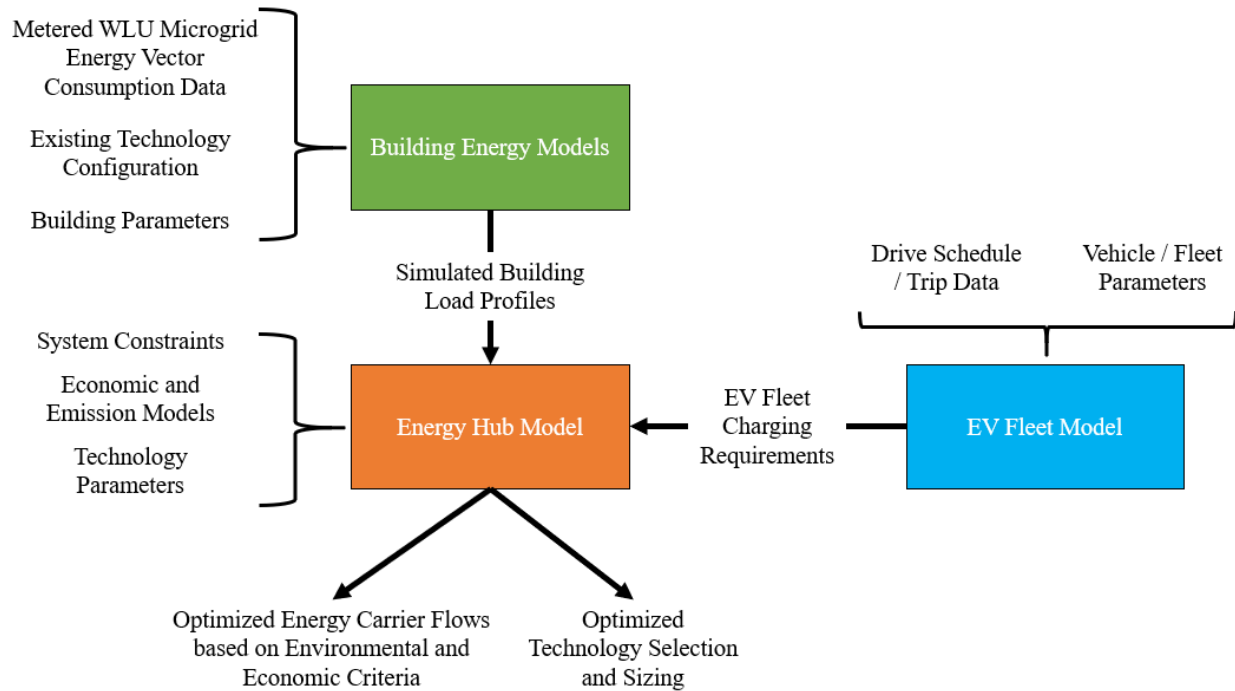 Metered WLU Microgrid
Energy Vector
Consumption Data
Existing Technology
Configuration
Building Parameters
Building Energy Models
Simulated Building
Load Profiles
Drive Schedule
/ Trip Data
Vehicle / Fleet
Parameters
System Constraints
Economic and
Emission Models
Technology
Parameters
Energy Hub Model
EV Fleet
Charging
Requirements
EV Fleet Model
Optimized Energy Carrier Flows
based on Environmental and
Economic Criteria
Optimized
Technology Selection
and Sizing